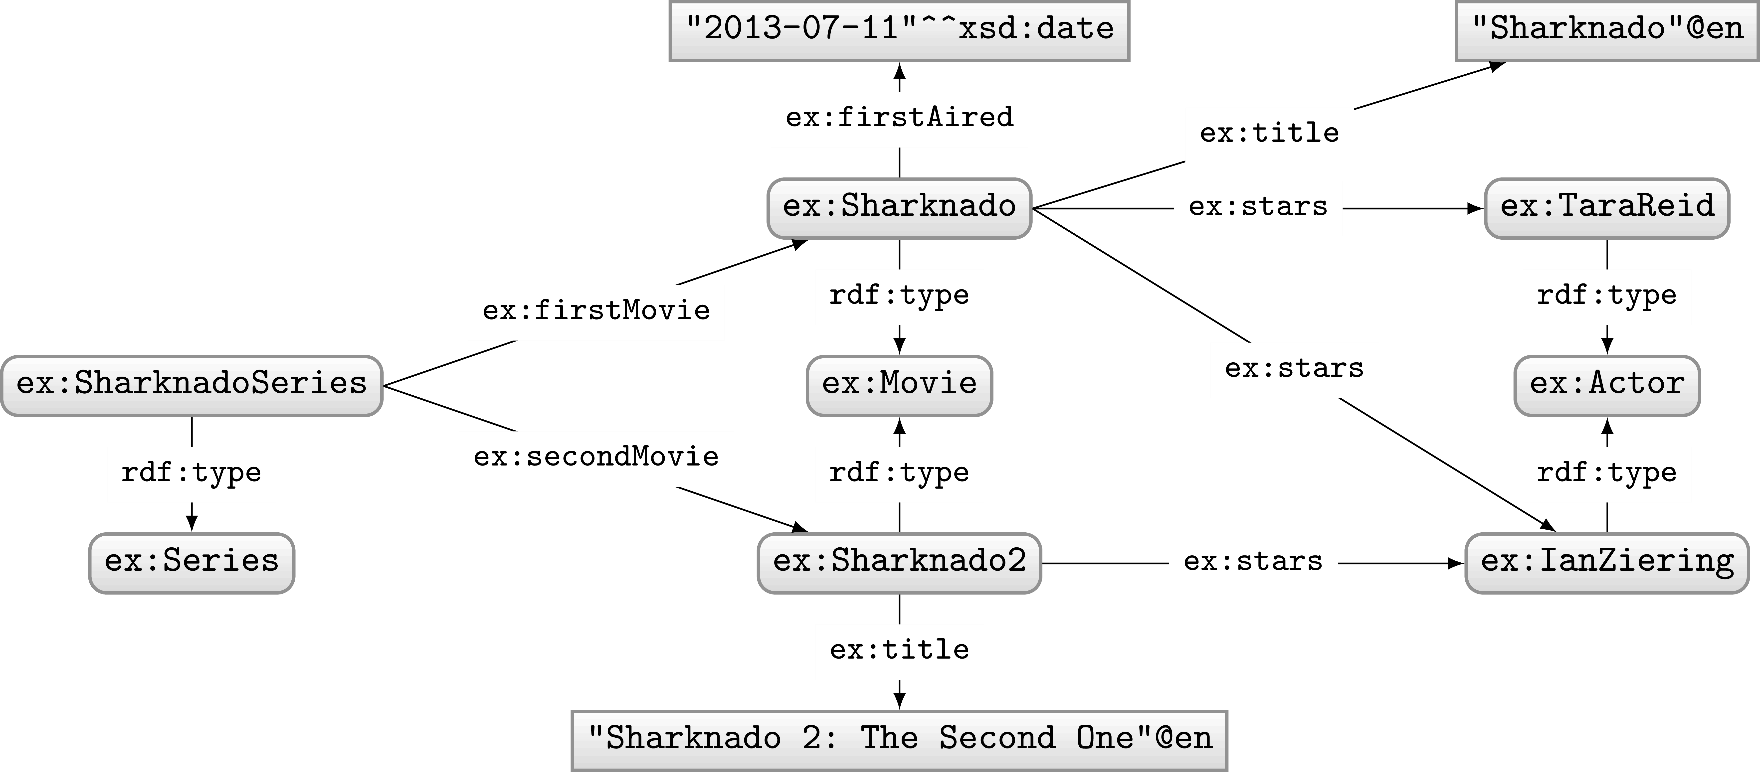 "2013-07-11"^^xsd:date
"Sharknado"@en
ex:firstAired
ex:title
ex:Sharknado
ex:stars
ex:TaraReid
rdf:type
rdf:type
ex:firstMovie
ex:stars
ex:SharknadoSeries
ex:Movie
ex:Actor
ex:secondMovie
rdf:type
rdf:type
rdf:type
ex:Series
ex:Sharknado2
ex:stars
ex:IanZiering
ex:title
"Sharknado 2: The Second One"@en